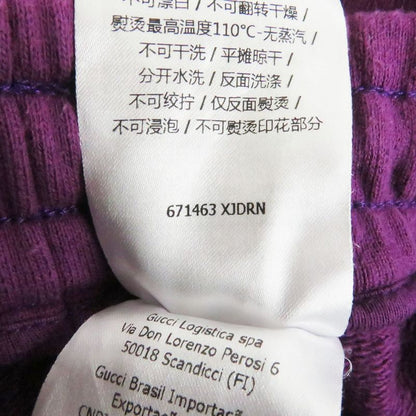 不可漂白 / 不可翻转干燥 /
熨烫最高温度110℃-无蒸汽 /
不可干洗 / 平摊晾干 /
分开水洗 / 反面洗涤 /
不可绞拧 / 仅反面熨烫 /
不可浸泡 / 不可熨烫印花部分
671463 XJDRN
Gucci Logistica spa
Via Don Lorenzo Perosi 6
50018 Scandicci (FI)
Gucci Brasil Importação
Exportação